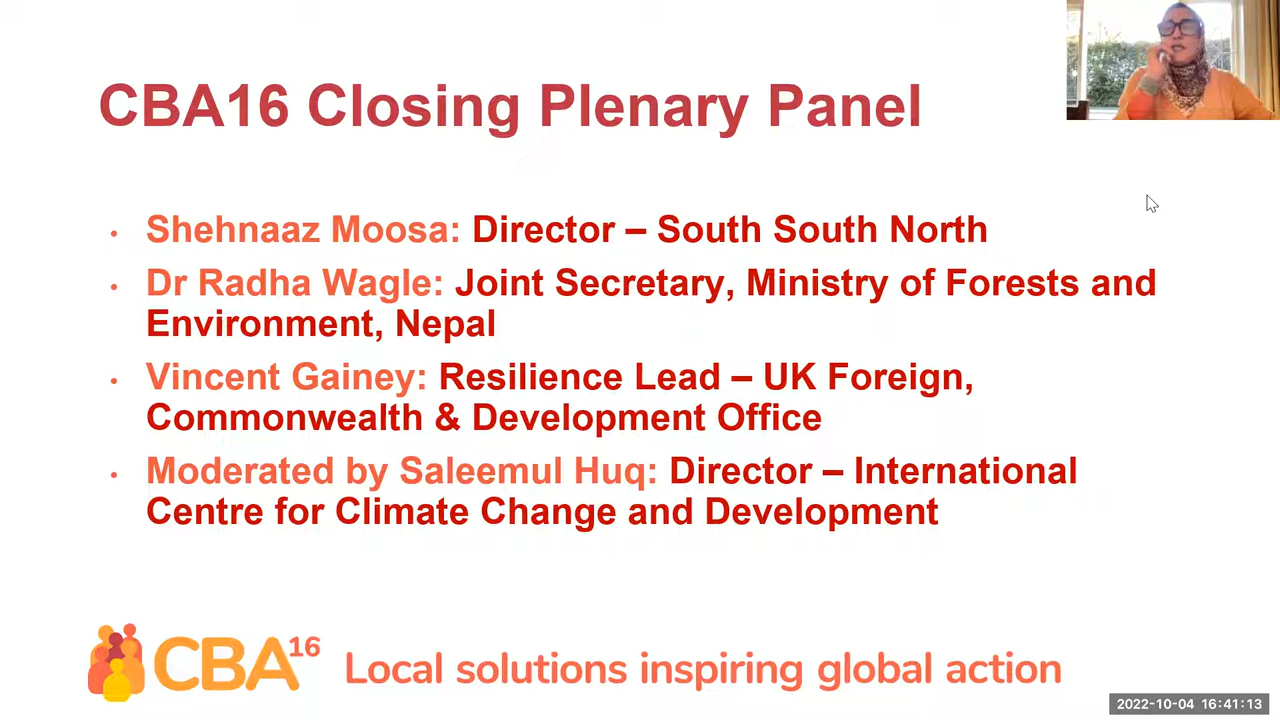 CBA16 Closing Plenary Panel
• Shehnaaz Moosa: Director – South South North
• Dr Radha Wagle: Joint Secretary, Ministry of Forests and
Environment, Nepal
• Vincent Gainey: Resilience Lead – UK Foreign,
Commonwealth & Development Office
• Moderated by Saleemul Huq: Director – International
Centre for Climate Change and Development
CBA16 Local solutions inspiring global action
2022-10-04 16:41:13